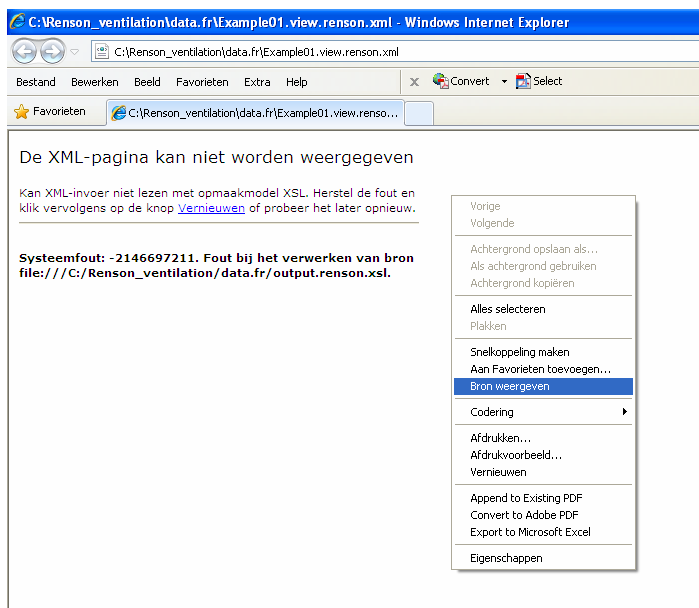 C:\Renson_ventilation\data.fr\Example01.view.renson.xml - Windows Internet Explorer
C:\Renson_ventilation\data.fr\Example01.view.renson.xml
Bestand Bewerken Beeld Favorieten Extra Help Convert Select
Favorieten C:\Renson_ventilation\data.fr\Example01.view.renso...
De XML-pagina kan niet worden weergegeven
Kan XML-invoer niet lezen met opmaakmodel XSL. Herstel de fout en
klik vervolgens op de knop Vernieuwen of probeer het later opnieuw.
Systeemfout: -2146697211. Fout bij het verwerken van bron
file:///C:/Renson_ventilation/data.fr/output.renson.xsl.
Vorige
Volgende
Achtergrond opslaan als...
Als achtergrond gebruiken
Achtergrond kopiëren
Alles selecteren
Plakken
Snelkoppeling maken
Aan Favorieten toevoegen...
Bron weergeven
Codering
Afdrukken...
Afdrukvoorbeeld...
Vernieuwen
Append to Existing PDF
Convert to Adobe PDF
Export to Microsoft Excel
Eigenschappen